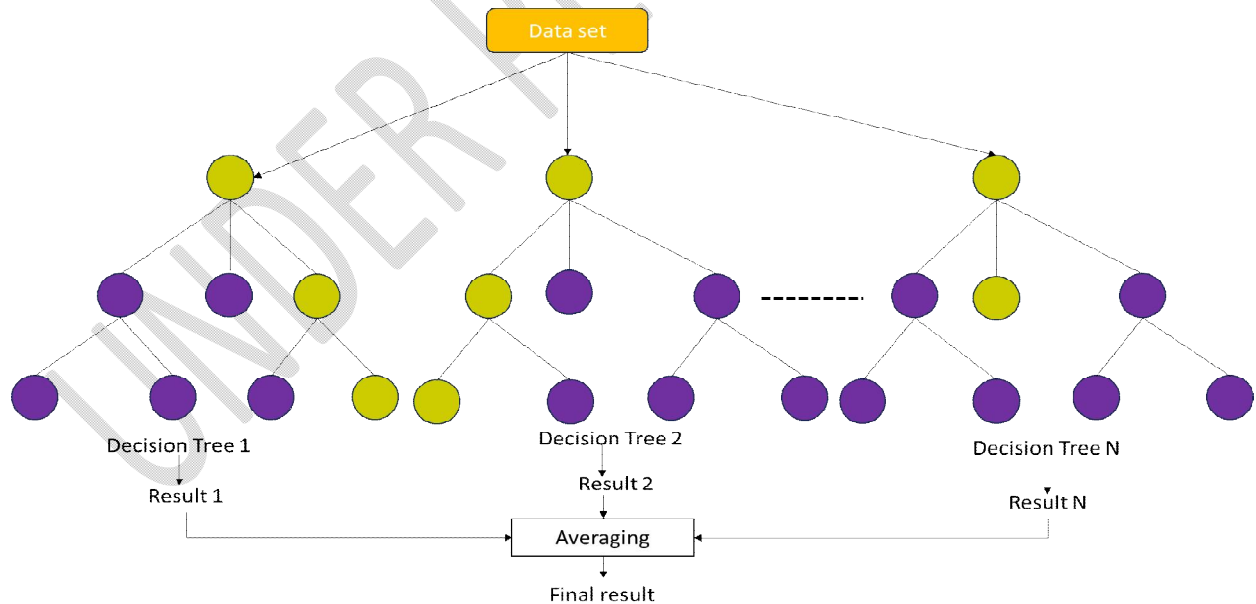 Data set
Decision Tree 1
Decision Tree 2
Decision Tree N
Result 1
Result 2
Result N
Averaging
Final result
UNDER